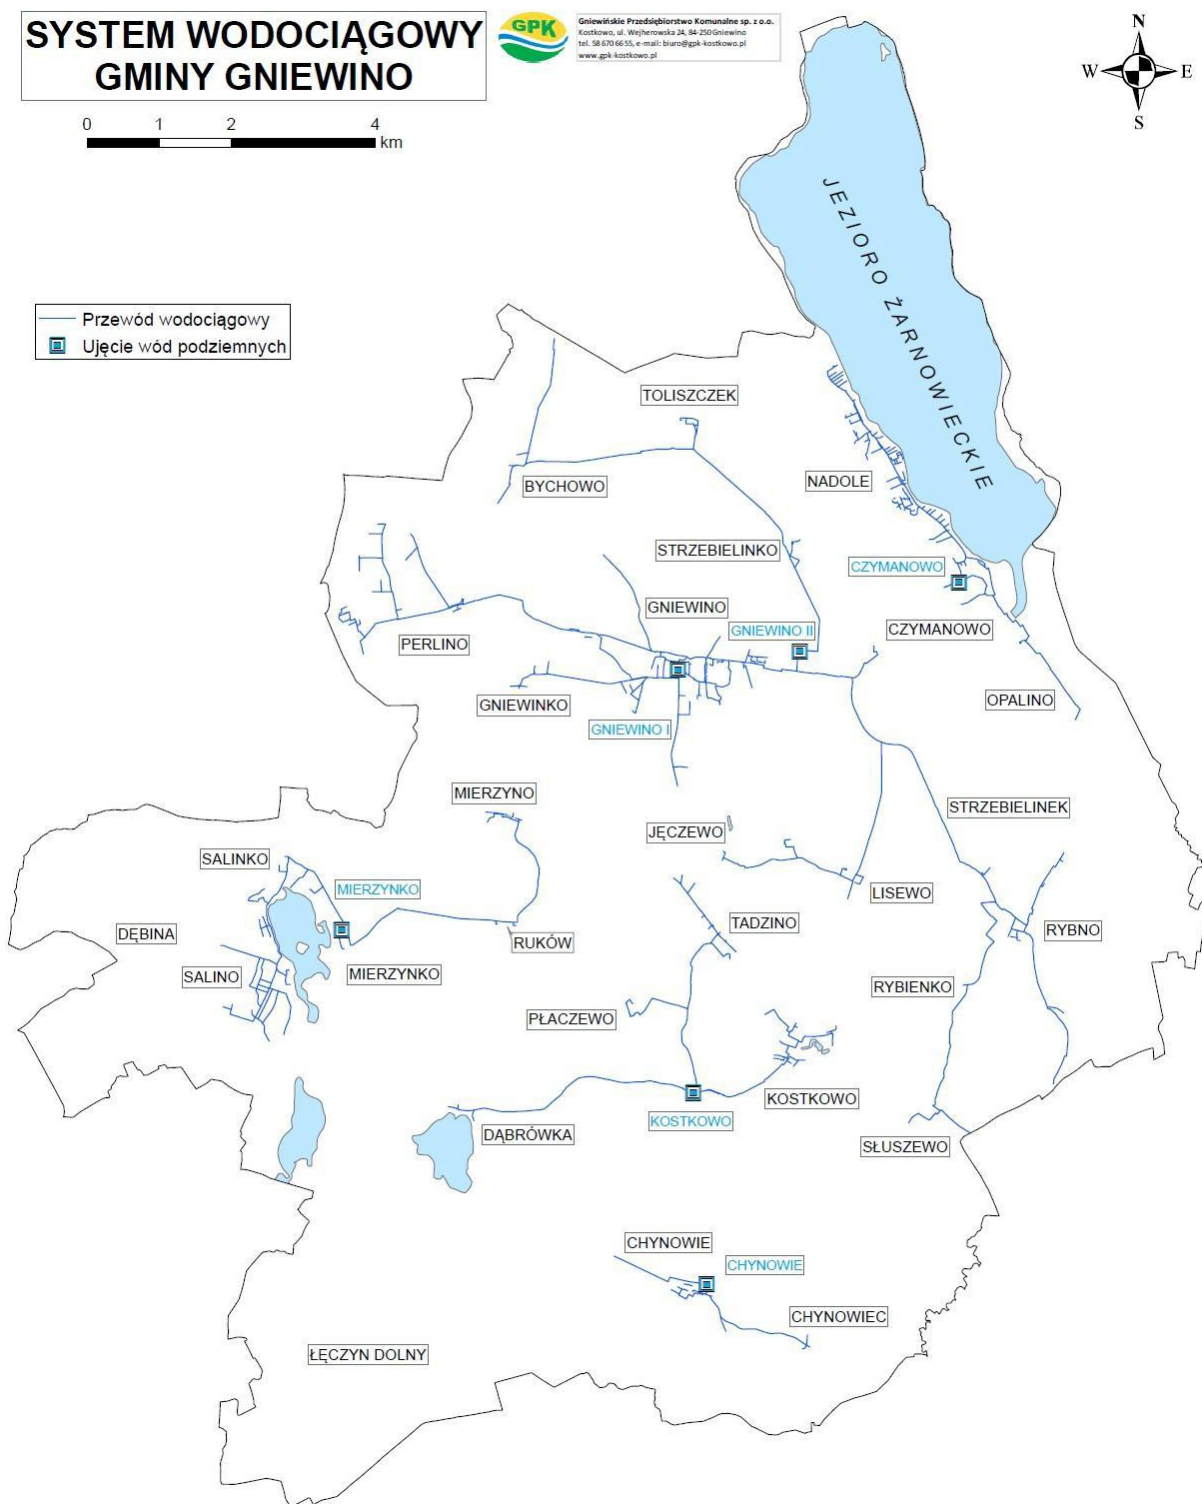 SYSTEM WODOCIĄGOWY
GMINY GNIEWINO
GPK
Gniewińskie Przedsiębiorstwo Komunalne sp. z o.o.
Kostkowo, ul. Wejherowska 24, 84-250 Gniewino
tel. 58 670 66 55, e-mail: biuro@gpk-kostkowo.pl
www.gpk-kostkowo.pl
N
W E
S
0 1 2 4
km
JEZIORO ŻARNOWIECKIE
Przewód wodociągowy
Ujęcie wód podziemnych
TOLISZCZEK
BYCHOWO
NADOLE
STRZEBIELINKO
CZYMANOWO
GNIEWINO
GNIEWINO II
CZYMANOWO
PERLINO
GNIEWINKO
OPALINO
GNIEWINO I
MIERZYNO
STRZEBIELINEK
JĘCZEWO
SALINKO
MIERZYNKO
LISEWO
TADZINO
DĘBINA
RUKÓW
RYBNO
SALINO
MIERZYNKO
RYBIENKO
PŁACZEWO
KOSTKOWO
KOSTKOWO
DĄBRÓWKA
SŁUSZEWO
CHYNOWIE
CHYNOWIE
CHYNOWIEC
ŁĘCZYN DOLNY